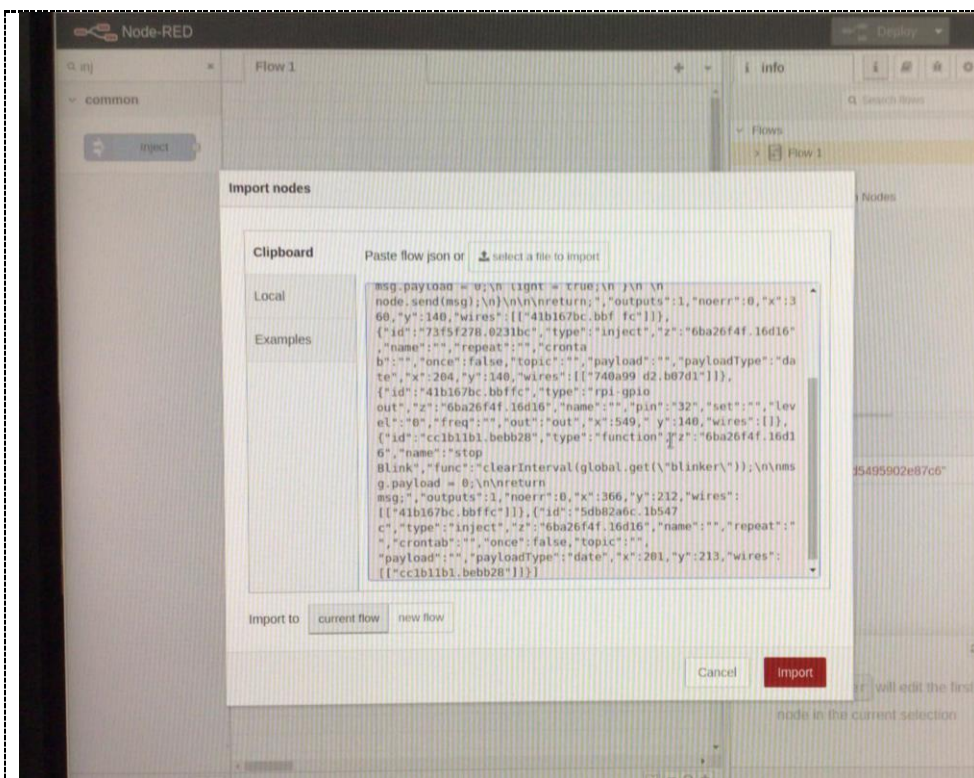 Node-RED
Deploy
inj
Flow 1
info
common
Search flows
inject
Flows
Flow 1
Import nodes
Nodes
Clipboard
Paste flow json or select a file to import
Local
Examples
msg.payload = 0;\n light = true;\n }\n \n
node.send(msg);\n}\n\n\nreturn;","outputs":1,"noerr":0,"x":3
60,"y":140,"wires":[["41b167bc.bbf fc"]]},
{"id":"73f5f278.0231bc","type":"inject","z":"6ba26f4f.16d16"
,"name":"","repeat":"","cronta
b":"","once":false,"topic":"","payload":"","payloadType":"da
te","x":204,"y":140,"wires":[["740a99 d2.b07d1"]]},
{"id":"41b167bc.bbffc","type":"rpi-gpio
out","z":"6ba26f4f.16d16","name":"","pin":"32","set":"","lev
el":"0","freq":"","out":"out","x":549," y":140,"wires":[]},
{"id":"cc1b11b1.bebb28","type":"function","z":"6ba26f4f.16d1
6","name":"stop
Blink","func":"clearInterval(global.get(\"blinker\"));\n\nms
g.payload = 0;\n\nreturn
msg;","outputs":1,"noerr":0,"x":366,"y":212,"wires":
[["41b167bc.bbffc"]]},{"id":"5db82a6c.1b547
c","type":"inject","z":"6ba26f4f.16d16","name":"","repeat":"
","crontab":"","once":false,"topic":"",
"payload":"","payloadType":"date","x":201,"y":213,"wires":
[["cc1b11b1.bebb28"]]}]
d5495902e87c6"
Import to current flow new flow
Cancel Import
will edit the first
node in the current selection